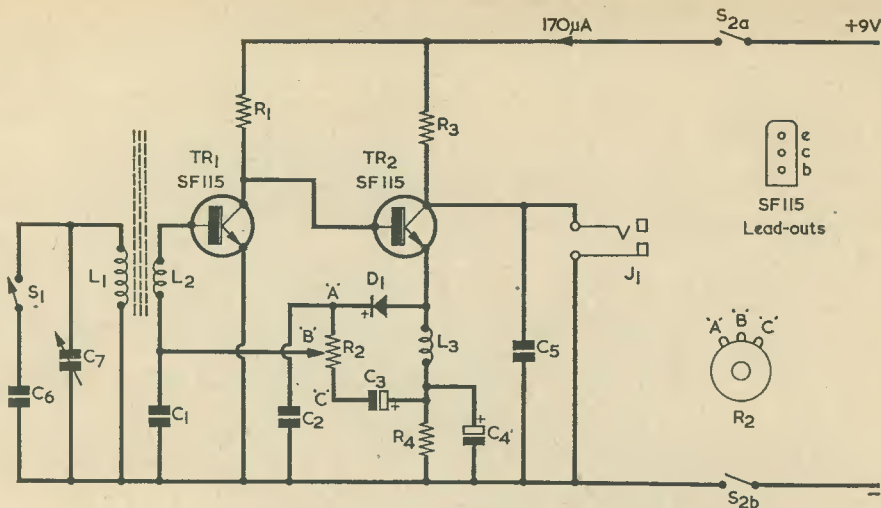 170µA
S2a
+9V
R1
R3
TR1
SF115
TR2
SF115
e
c
b
SF115
Lead-outs
S1
L1
L2
"A"
D1
+
J1
C7
"B"
R2
L3
C5
"A"
"B"
"C"
C6
C1
"C"
C3
+
C2
R4
+
C4
R2
S2b
−